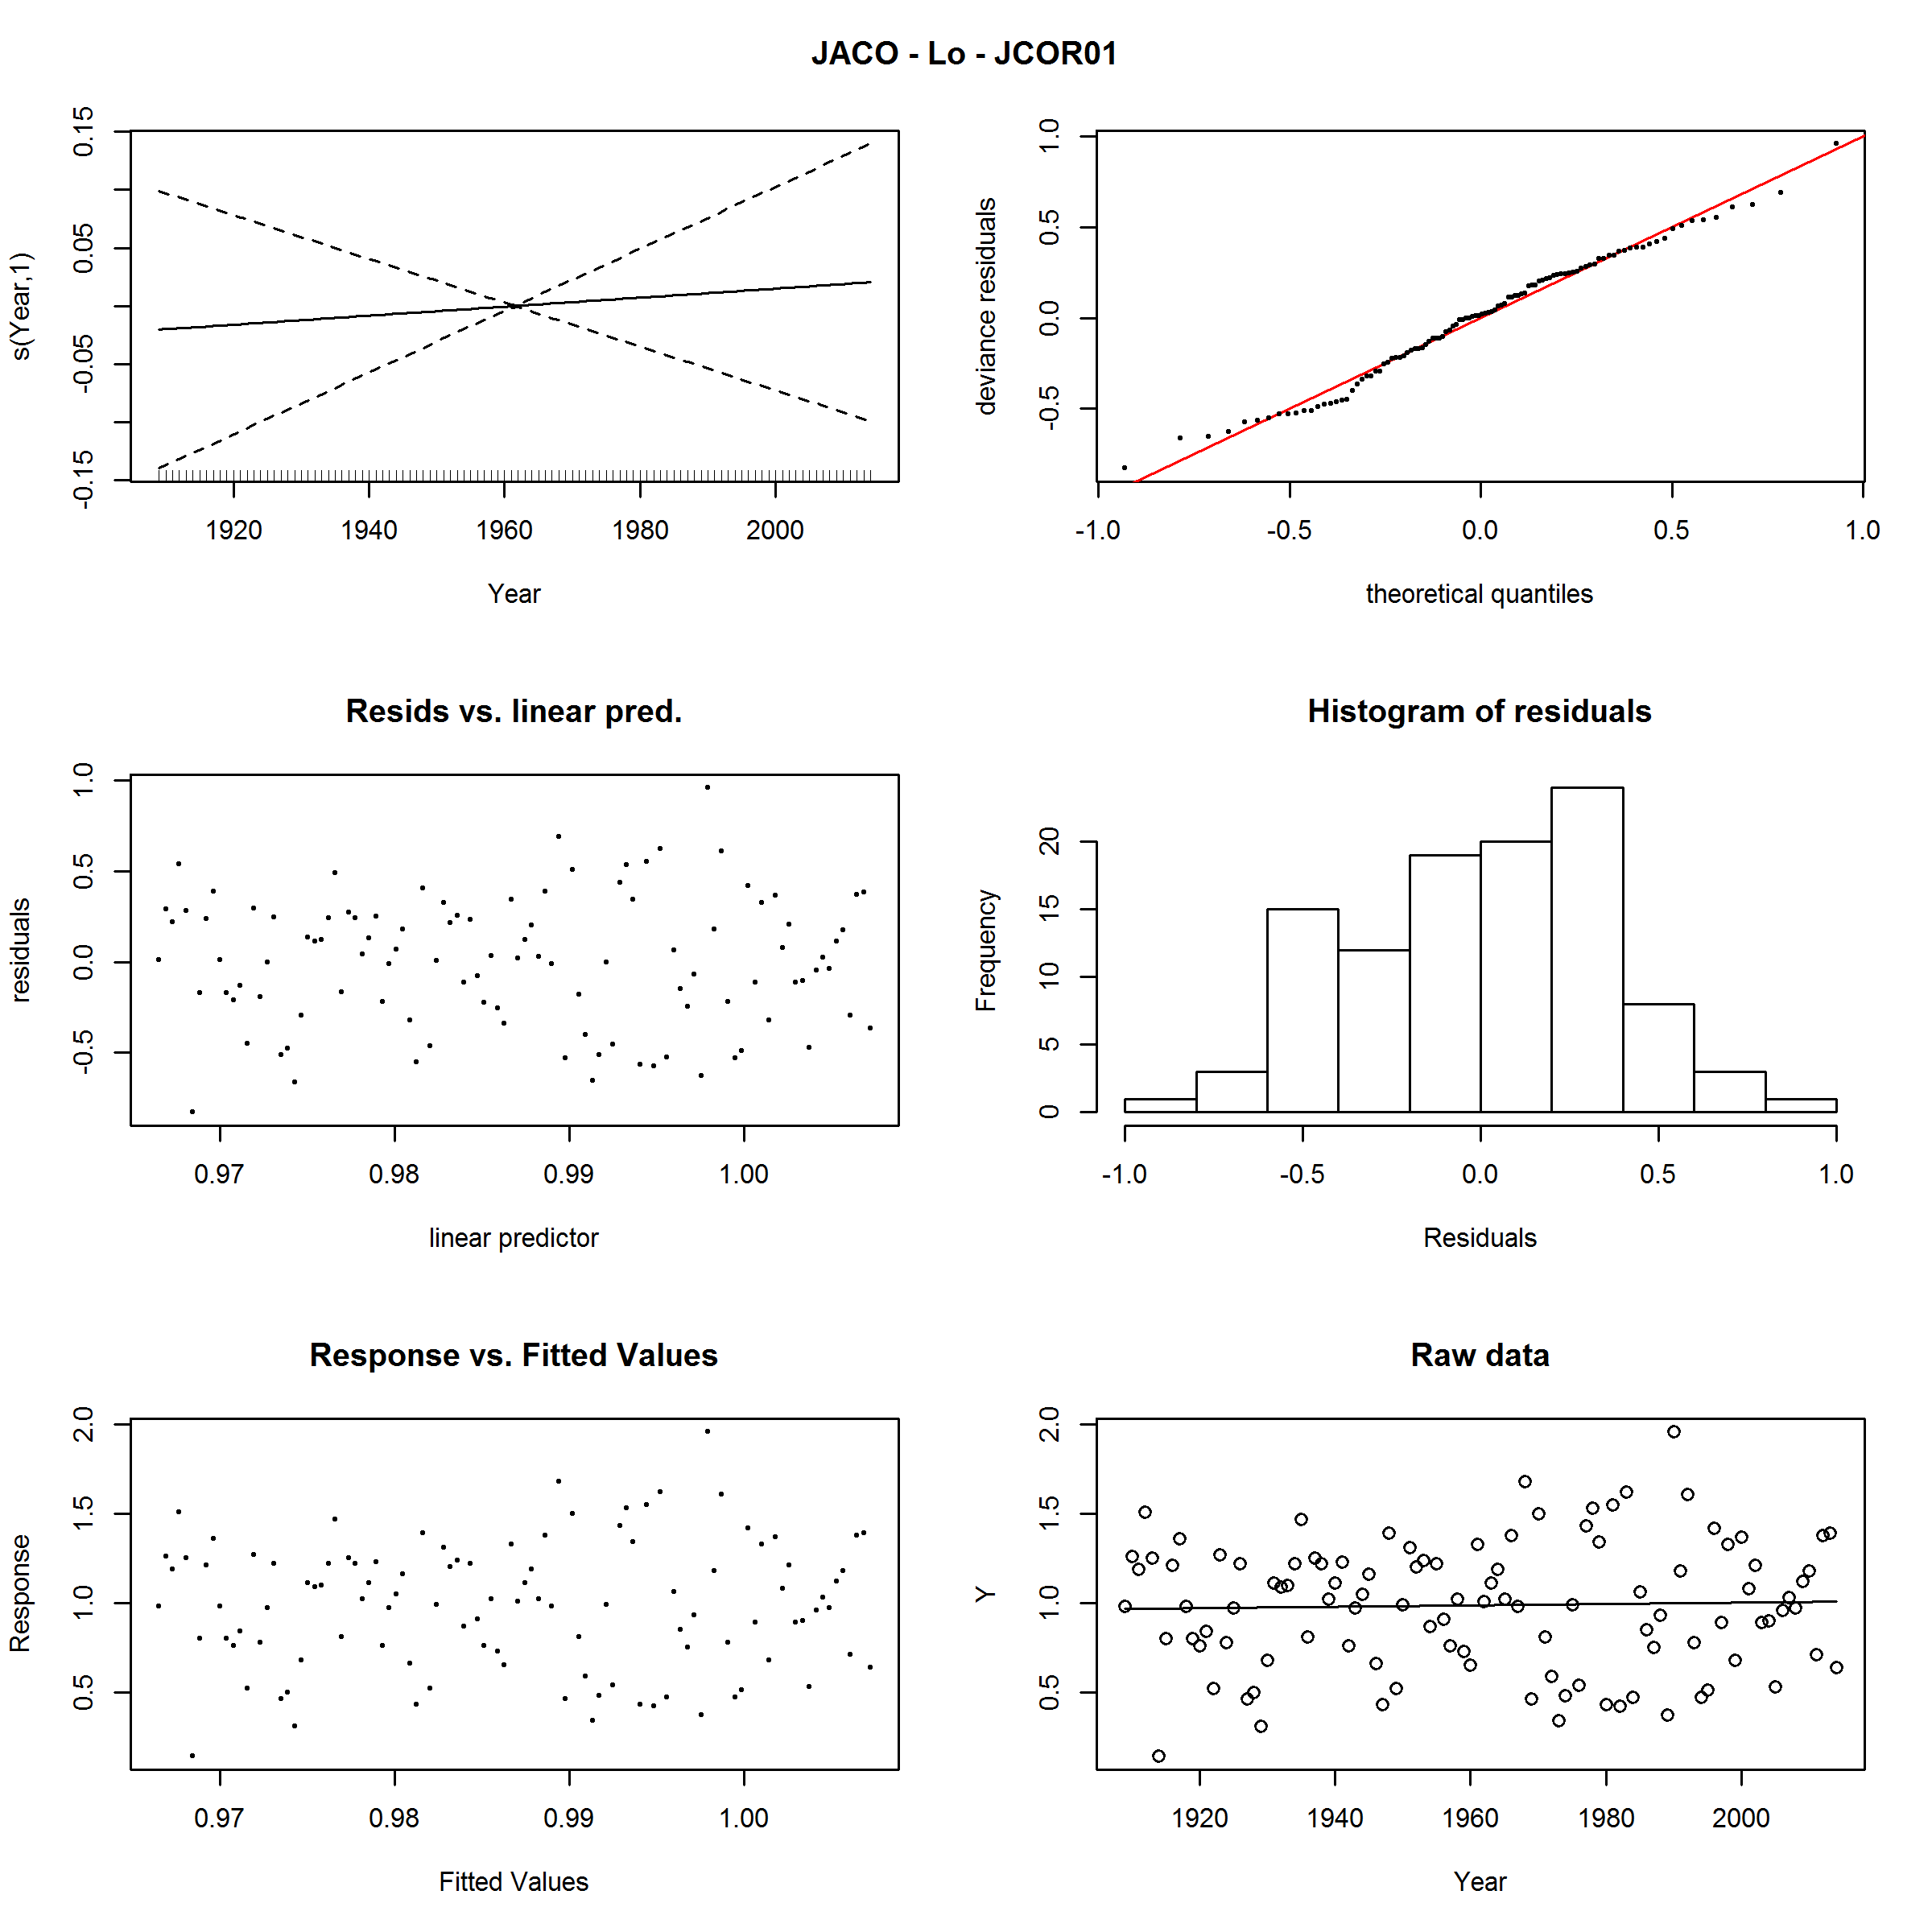 JACO - Lo - JCOR01
s(Year,1)
0.15
0.05
-0.05
-0.15
1920 1940 1960 1980 2000
Year
deviance residuals
1.0
0.5
0.0
-0.5
-1.0 -0.5 0.0 0.5 1.0
theoretical quantiles
Resids vs. linear pred.
residuals
1.0
0.5
0.0
-0.5
0.97 0.98 0.99 1.00
linear predictor
Histogram of residuals
Frequency
20
15
10
5
0
-1.0 -0.5 0.0 0.5 1.0
Residuals
Response vs. Fitted Values
Response
2.0
1.5
1.0
0.5
0.97 0.98 0.99 1.00
Fitted Values
Raw data
Y
2.0
1.5
1.0
0.5
1920 1940 1960 1980 2000
Year